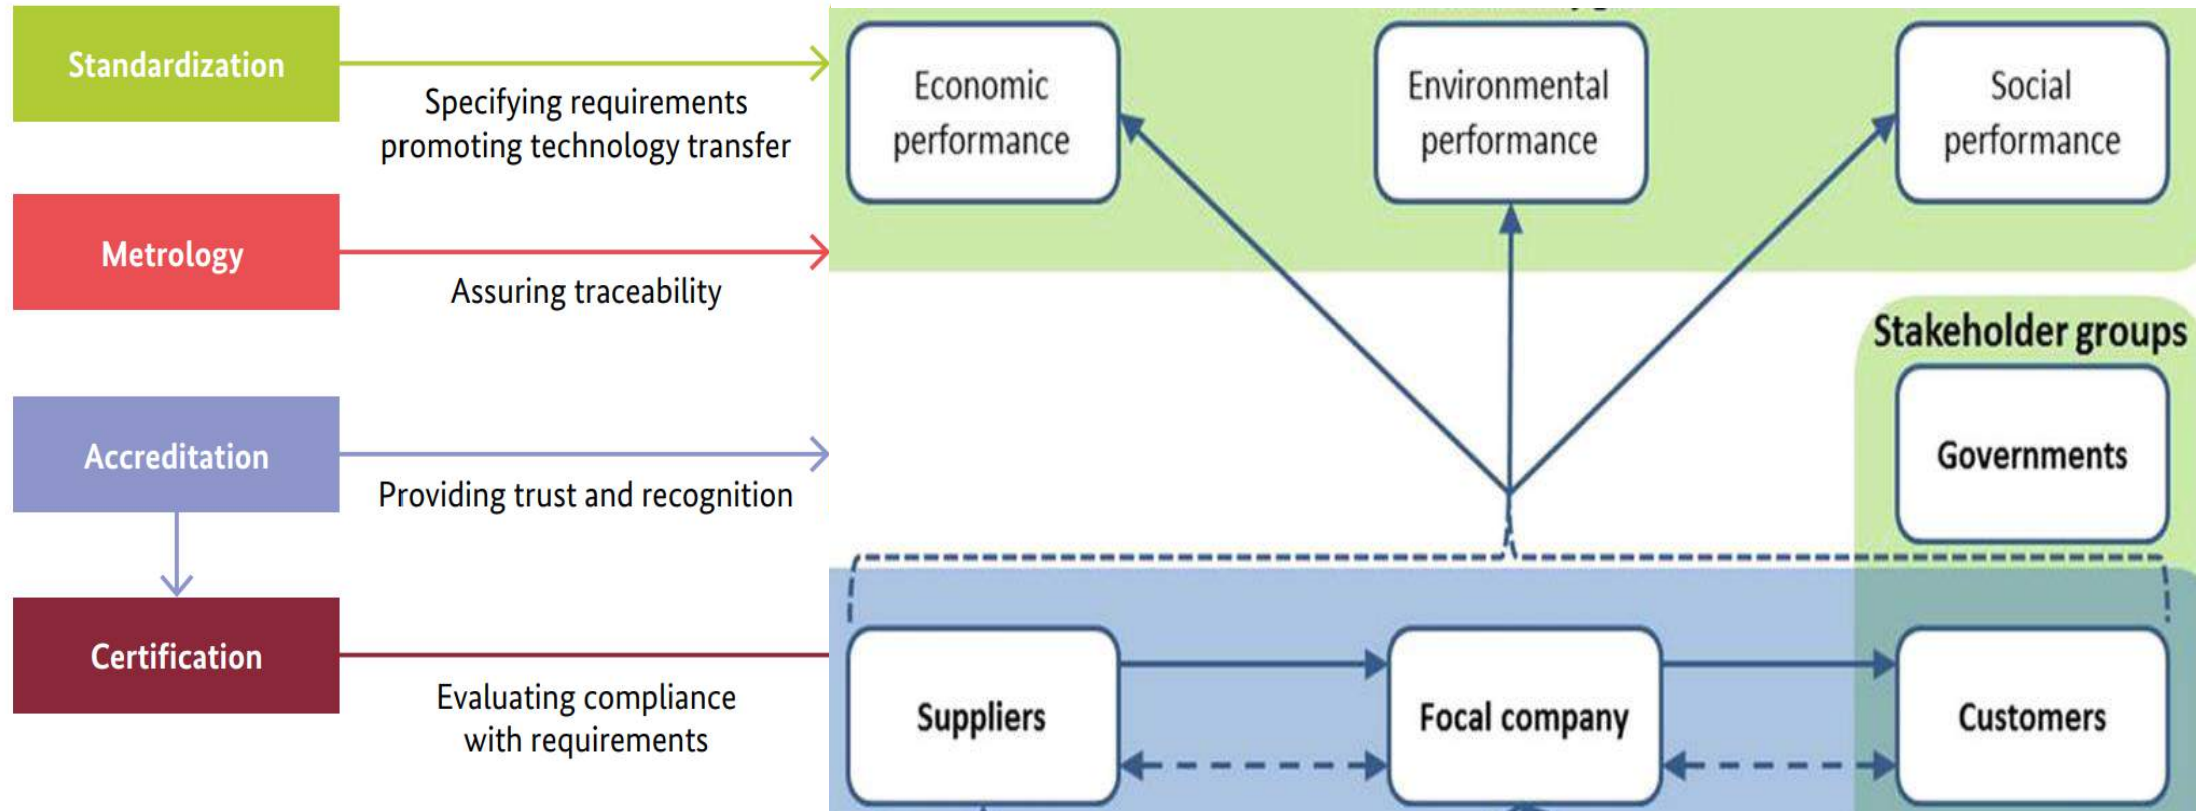 Standardization
Specifying requirements
promoting technology transfer
Metrology
Assuring traceability
Accreditation
Providing trust and recognition
Certification
Evaluating compliance
with requirements
Economic
performance
Environmental
performance
Social
performance
Stakeholder groups
Governments
Suppliers
Focal company
Customers